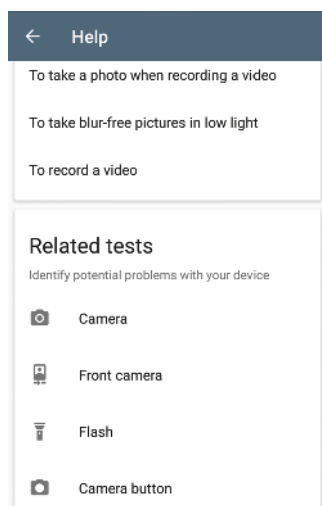 Help
To take a photo when recording a video
To take blur-free pictures in low light
To record a video
Related tests
Identify potential problems with your device
Camera
Front camera
Flash
Camera button